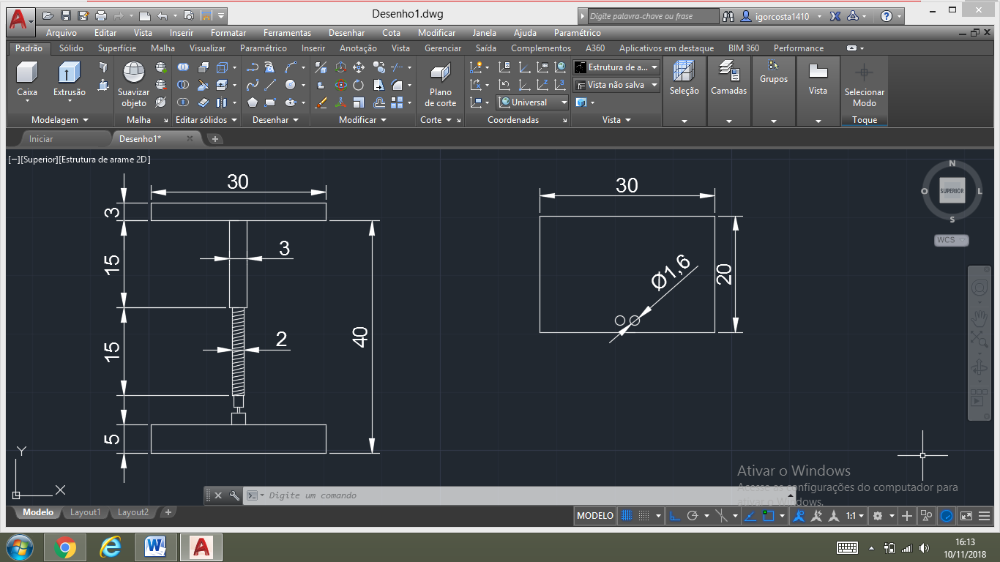 Desenho1.dwg
Digite palavra-chave ou frase
igorcosta1410
Arquivo Editar Vista Inserir Formatar Ferramentas Desenhar Cota Modificar Janela Ajuda Paramétrico
Padrão Sólido Superfície Malha Visualizar Paramétrico Inserir Anotação Vista Gerenciar Saída Complementos A360 Aplicativos em destaque BIM 360 Performance
Caixa
Extrusão
Suavizar
objeto
Plano
de corte
Universal
Estrutura de a...
Vista não salva
Seleção
Camadas
Grupos
Vista
Selecionar
Modo
Modelagem Malha Editar sólidos Desenhar Modificar Corte Coordenadas Vista Toque
Iniciar
Desenho1*
[−][Superior][Estrutura de arame 2D]
30
3
15
3
15
2
40
5
30
20
Ø1,6
N
O
SUPERIOR
L
S
WCS
Y
X
Ativar o Windows
Acesse as configurações do computador para
ativar o Windows.
Digite um comando
Modelo Layout1 Layout2
MODELO
1:1
16:13
10/11/2018